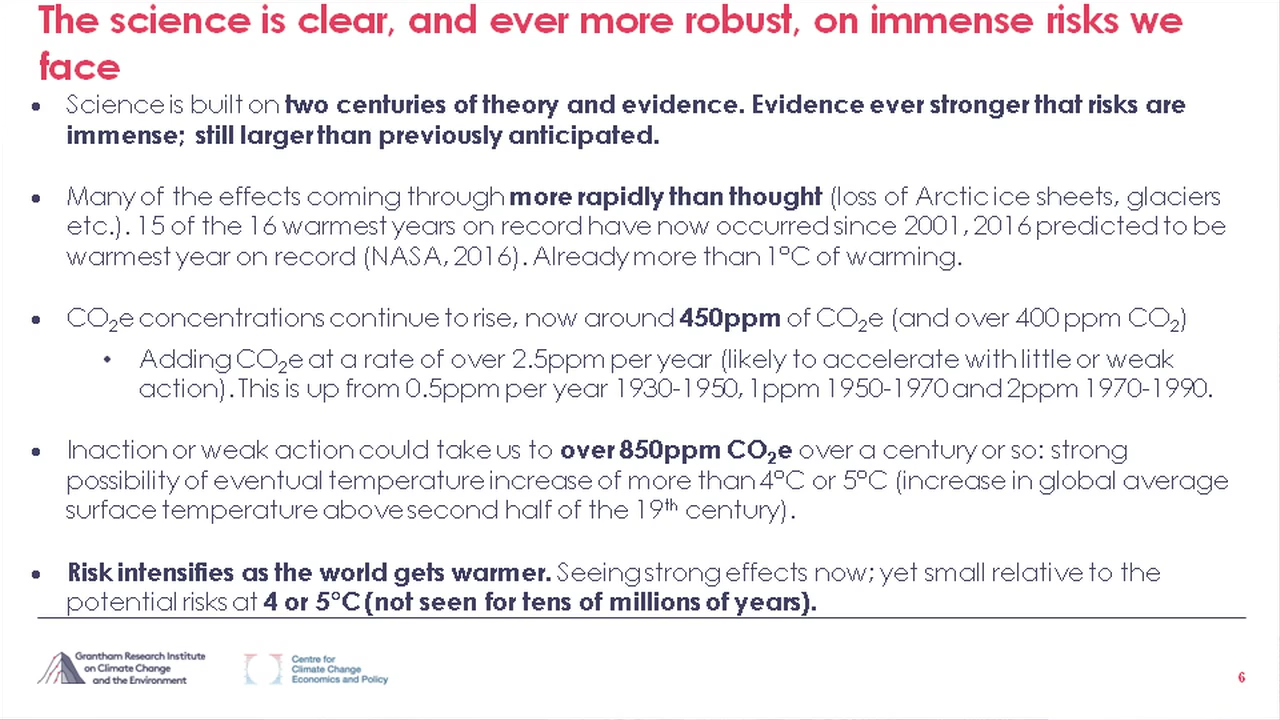 The science is clear, and ever more robust, on immense risks we
face
• Science is built on two centuries of theory and evidence. Evidence ever stronger that risks are
immense; still larger than previously anticipated.
• Many of the effects coming through more rapidly than thought (loss of Arctic ice sheets, glaciers
etc.). 15 of the 16 warmest years on record have now occurred since 2001, 2016 predicted to be
warmest year on record (NASA, 2016). Already more than 1°C of warming.
• CO₂e concentrations continue to rise, now around 450ppm of CO₂e (and over 400 ppm CO₂)
• Adding CO₂e at a rate of over 2.5ppm per year (likely to accelerate with little or weak
action). This is up from 0.5ppm per year 1930-1950, 1ppm 1950-1970 and 2ppm 1970-1990.
• Inaction or weak action could take us to over 850ppm CO₂e over a century or so: strong
possibility of eventual temperature increase of more than 4°C or 5°C (increase in global average
surface temperature above second half of the 19th century).
• Risk intensifies as the world gets warmer. Seeing strong effects now; yet small relative to the
potential risks at 4 or 5°C (not seen for tens of millions of years).
Grantham Research Institute
on Climate Change
and the Environment
Centre for
Climate Change
Economics and Policy
6